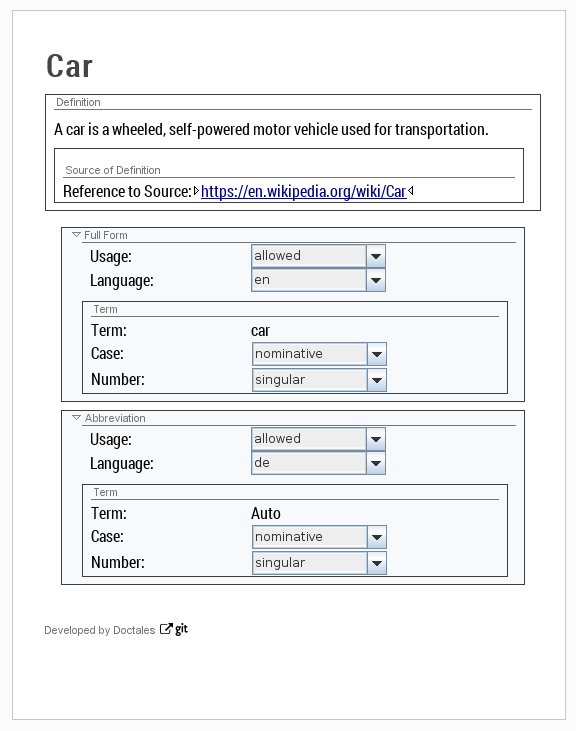 Car
Definition
A car is a wheeled, self-powered motor vehicle used for transportation.
Source of Definition
Reference to Source: https://en.wikipedia.org/wiki/Car
Full Form
Usage: allowed
Language: en
Term
Term: car
Case: nominative
Number: singular
Abbreviation
Usage: allowed
Language: de
Term
Term: Auto
Case: nominative
Number: singular
Developed by Doctales git